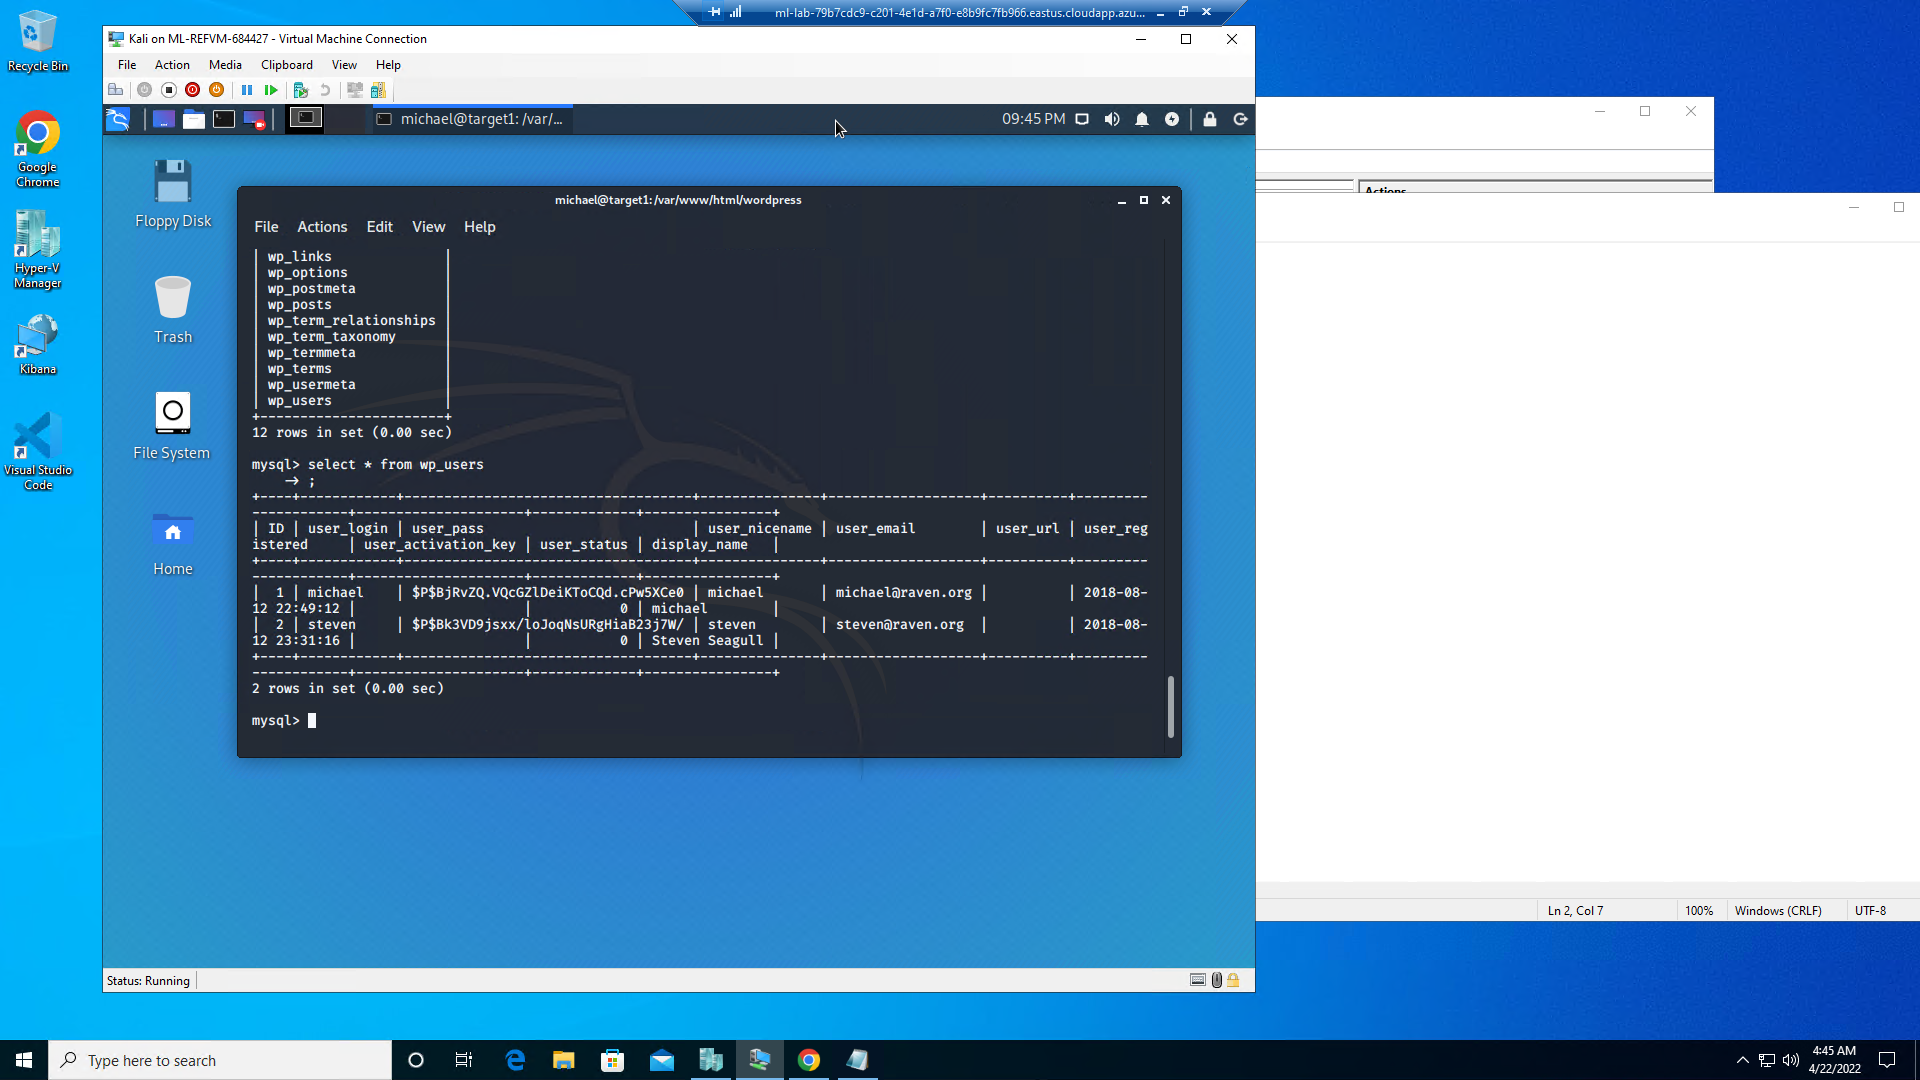 ml-lab-79b7cdc9-c201-4e1d-a7f0-e8b9fc7fb966.eastus.cloudapp.azu...
Recycle Bin
Google Chrome
Hyper-V Manager
Kibana
Visual Studio Code
Kali on ML-REFVM-684427 - Virtual Machine Connection
File Action Media Clipboard View Help
michael@target1: /var/...
09:45 PM
Floppy Disk
Trash
File System
Home
michael@target1:/var/www/html/wordpress
File Actions Edit View Help
| wp_links              |
| wp_options            |
| wp_postmeta           |
| wp_posts              |
| wp_term_relationships |
| wp_term_taxonomy      |
| wp_termmeta           |
| wp_terms              |
| wp_usermeta           |
| wp_users              |
+-----------------------+
12 rows in set (0.00 sec)
mysql> select * from wp_users
    → ;
| ID | user_login | user_pass | user_nicename | user_email | user_url | user_reg
istered | user_activation_key | user_status | display_name |
| 1 | michael | $P$BjRvZQ.VQcGZlDeiKToCQd.cPw5XCe0 | michael | michael@raven.org | | 2018-08-
12 22:49:12 | | 0 | michael |
| 2 | steven | $P$Bk3VD9jsxx/loJoqNsURgHiaB23j7W/ | steven | steven@raven.org | | 2018-08-
12 23:31:16 | | 0 | Steven Seagull |
2 rows in set (0.00 sec)
mysql>
Status: Running
Actions
Ln 2, Col 7
100%
Windows (CRLF)
UTF-8
Type here to search
4:45 AM
4/22/2022